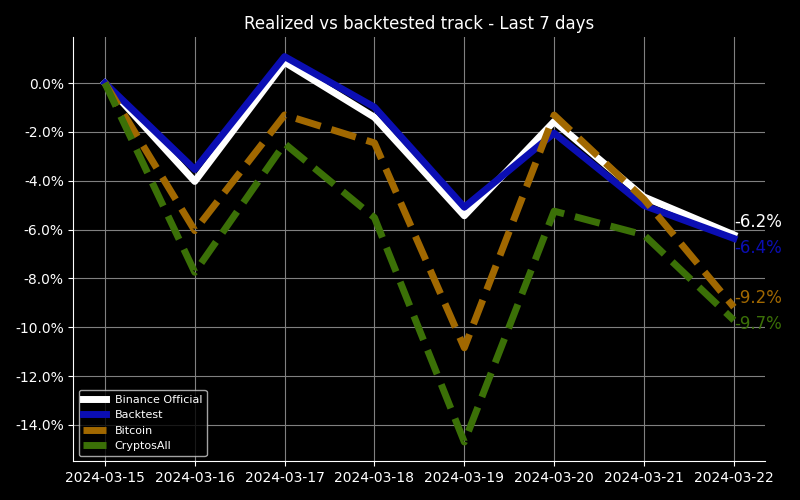 Realized vs backtested track - Last 7 days
0.0%
-2.0%
-4.0%
-6.0%
-8.0%
-10.0%
-12.0%
-14.0%
-6.2%
-6.4%
-9.2%
-9.7%
Binance Official
Backtest
Bitcoin
CryptosAll
2024-03-15 2024-03-16 2024-03-17 2024-03-18 2024-03-19 2024-03-20 2024-03-21 2024-03-22